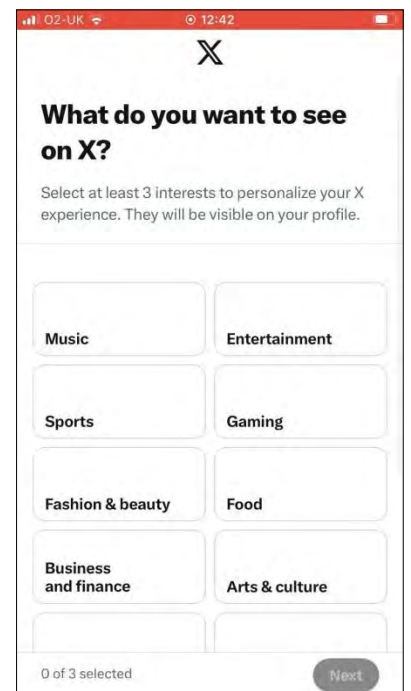 O2-UK 12:42
X
What do you want to see
on X?
Select at least 3 interests to personalize your X
experience. They will be visible on your profile.
Music Entertainment
Sports Gaming
Fashion & beauty Food
Business
and finance Arts & culture
0 of 3 selected Next